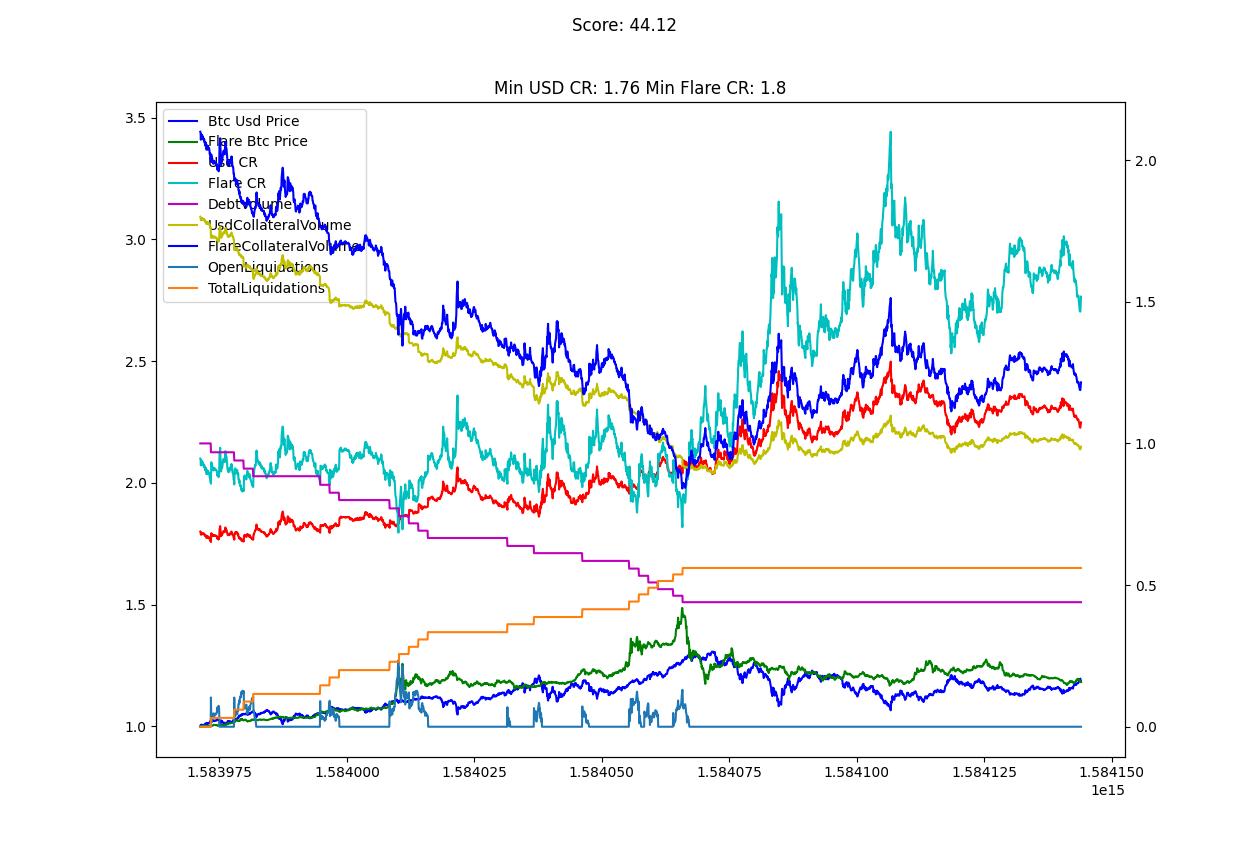 Score: 44.12
Min USD CR: 1.76 Min Flare CR: 1.8
Btc Usd Price
Flare Btc Price
Usd CR
Flare CR
Debt Volume
UsdCollateralVolume
FlareCollateralVolume
OpenLiquidations
TotalLiquidations
3.5
3.0
2.5
2.0
1.5
1.0
2.0
1.5
1.0
0.5
0.0
1.583975 1.584000 1.584025 1.584050 1.584075 1.584100 1.584125 1.584150
1e15